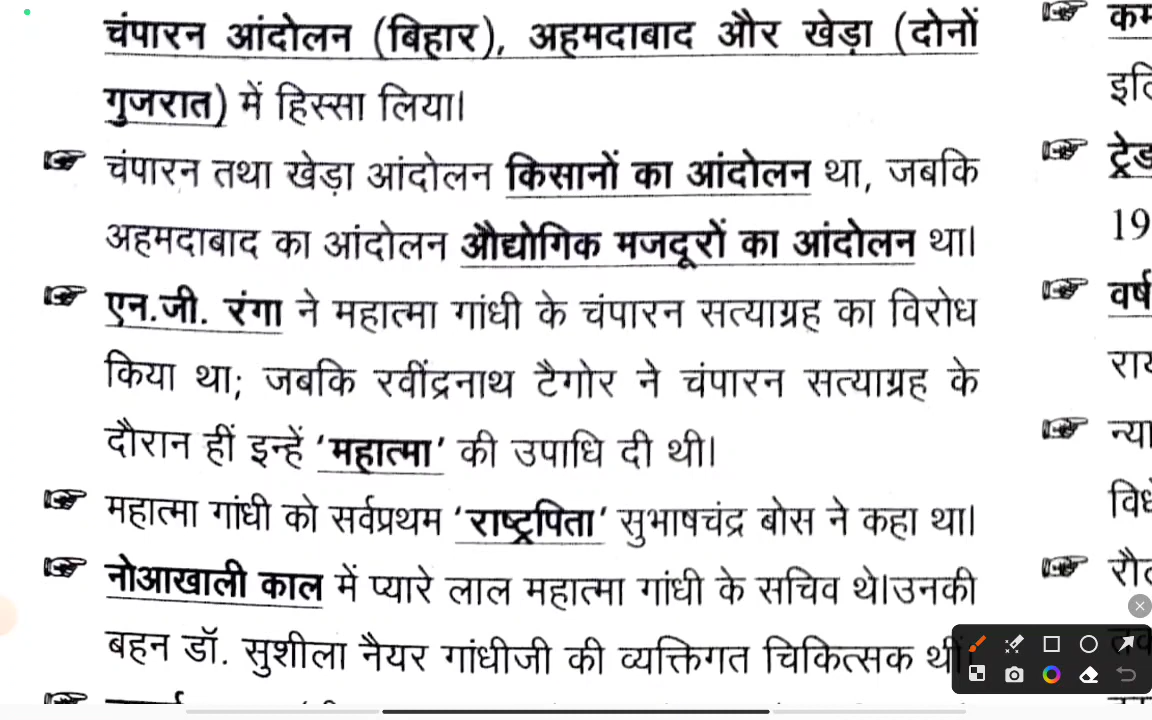 चंपारन आंदोलन (बिहार), अहमदाबाद और खेड़ा (दोनों
गुजरात) में हिस्सा लिया।
चंपारन तथा खेड़ा आंदोलन किसानों का आंदोलन था, जबकि
अहमदाबाद का आंदोलन औद्योगिक मजदूरों का आंदोलन था।
एन.जी. रंगा ने महात्मा गांधी के चंपारन सत्याग्रह का विरोध
किया था; जबकि रवींद्रनाथ टैगोर ने चंपारन सत्याग्रह के
दौरान हीं इन्हें ‘महात्मा’ की उपाधि दी थी।
महात्मा गांधी को सर्वप्रथम ‘राष्ट्रपिता’ सुभाषचंद्र बोस ने कहा था।
नोआखाली काल में प्यारे लाल महात्मा गांधी के सचिव थे।उनकी
बहन डॉ. सुशीला नैयर गांधीजी की व्यक्तिगत चिकित्सक थीं।
19
वर्ष